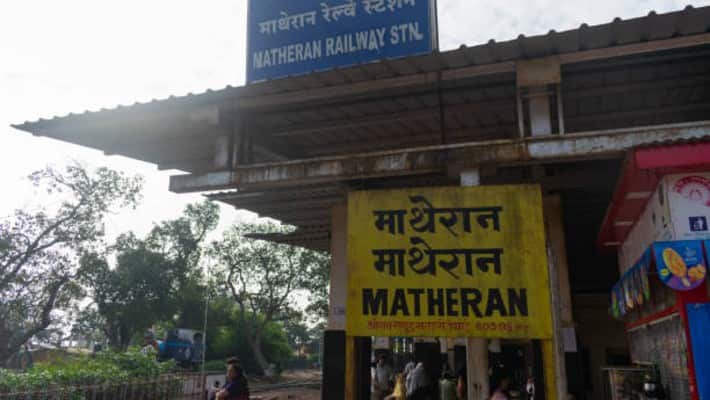 माथेरान रेल्वे स्टेशन
MATHERAN RAILWAY STN.
माथेरान
माथेरान
MATHERAN